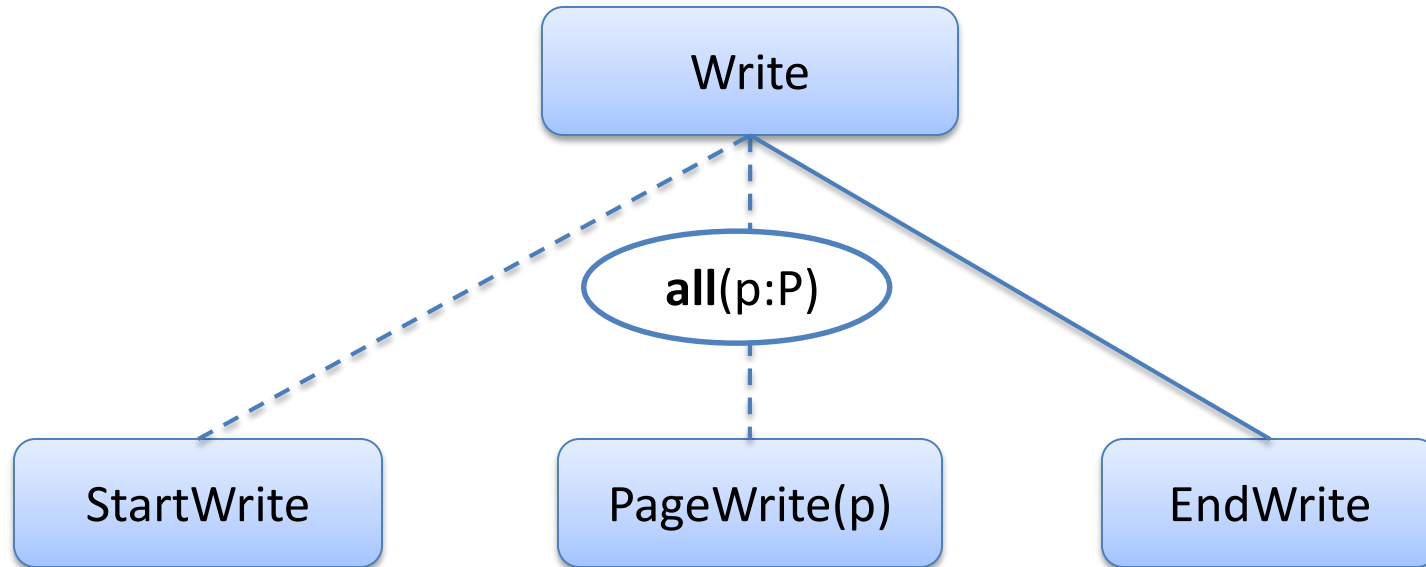 Write
all(p:P)
StartWrite
PageWrite(p)
EndWrite